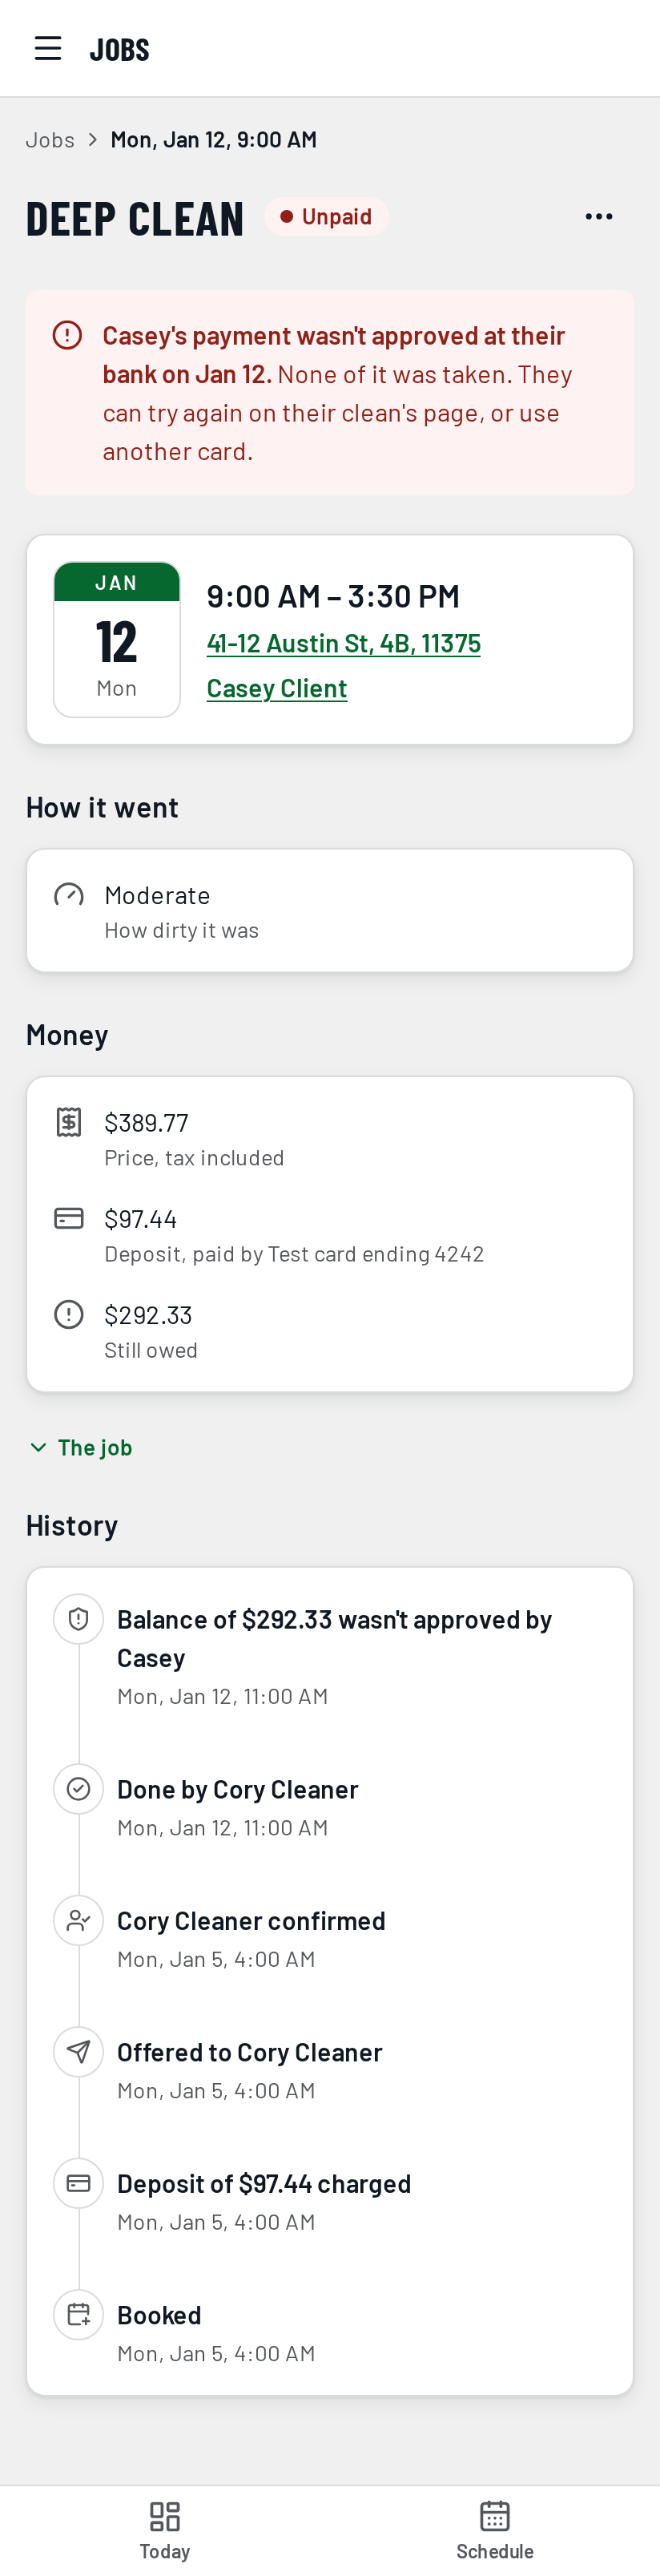 JOBS
Jobs > Mon, Jan 12, 9:00 AM
DEEP CLEAN
Unpaid
Casey's payment wasn't approved at their
bank on Jan 12. None of it was taken. They
can try again on their clean's page, or use
another card.
JAN
12
Mon
9:00 AM – 3:30 PM
41-12 Austin St, 4B, 11375
Casey Client
How it went
Moderate
How dirty it was
Money
$389.77
Price, tax included
$97.44
Deposit, paid by Test card ending 4242
$292.33
Still owed
The job
History
Balance of $292.33 wasn't approved by
Casey
Mon, Jan 12, 11:00 AM
Done by Cory Cleaner
Mon, Jan 12, 11:00 AM
Cory Cleaner confirmed
Mon, Jan 5, 4:00 AM
Offered to Cory Cleaner
Mon, Jan 5, 4:00 AM
Deposit of $97.44 charged
Mon, Jan 5, 4:00 AM
Booked
Mon, Jan 5, 4:00 AM
Today
Schedule